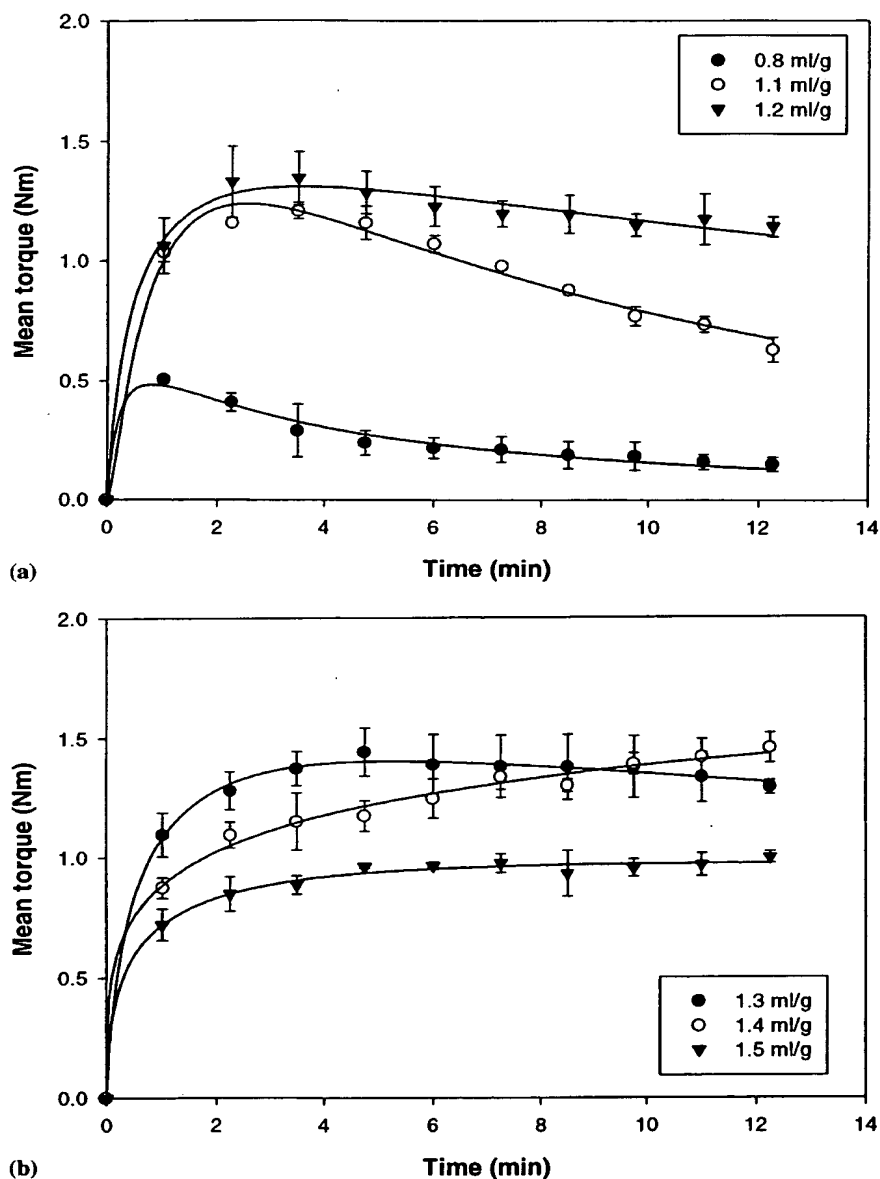 2.0
1.5
1.0
0.5
0.0
Mean torque (Nm)
0.8 ml/g
1.1 ml/g
1.2 ml/g
0 2 4 6 8 10 12 14
Time (min)
(a)
2.0
1.5
1.0
0.5
0.0
Mean torque (Nm)
1.3 ml/g
1.4 ml/g
1.5 ml/g
0 2 4 6 8 10 12 14
Time (min)
(b)